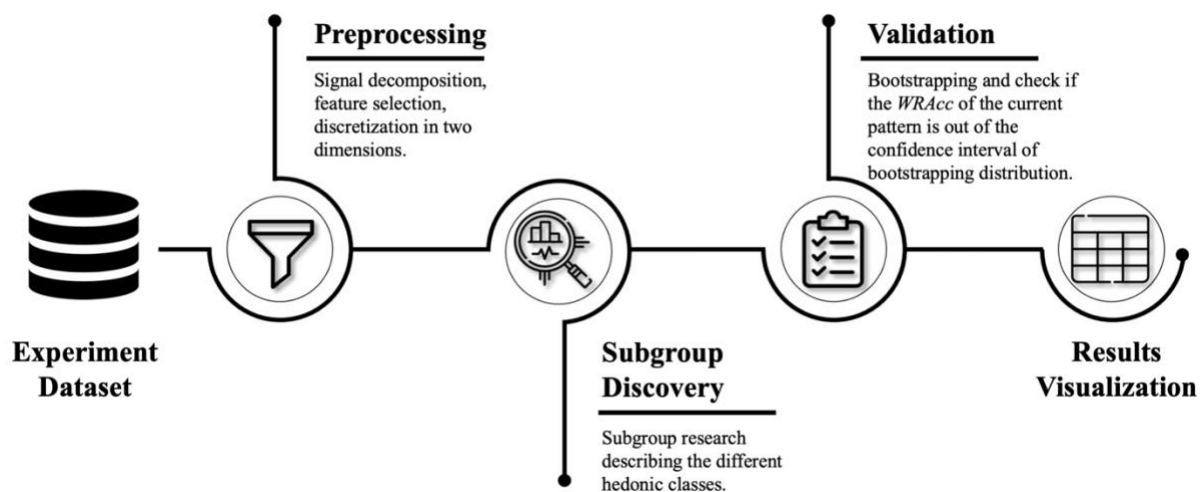 Experiment
Dataset
Preprocessing
Signal decomposition,
feature selection,
discretization in two
dimensions.
Subgroup
Discovery
Subgroup research
describing the different
hedonic classes.
Validation
Bootstrapping and check if
the WRAcc of the current
pattern is out of the
confidence interval of
bootstrapping distribution.
Results
Visualization